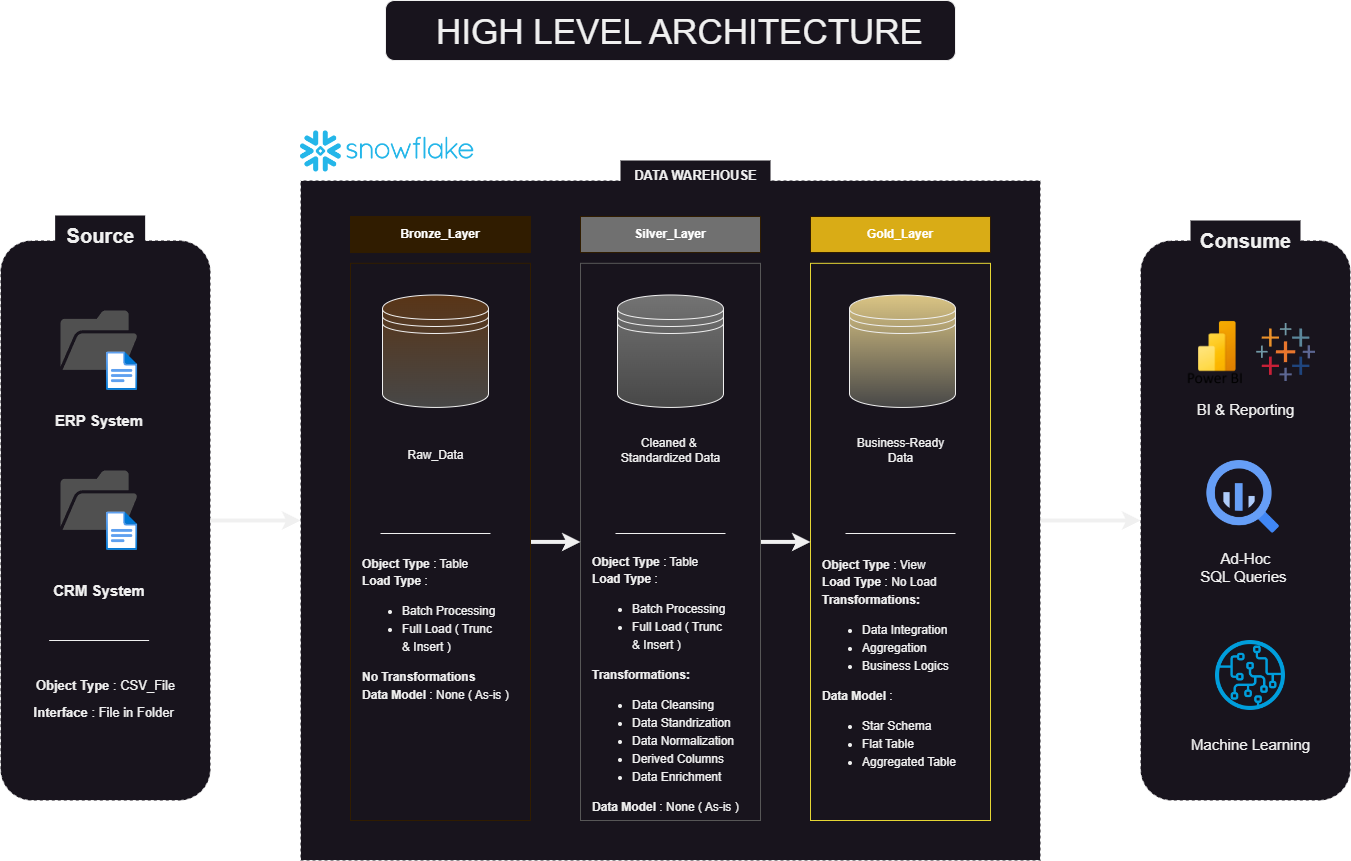 HIGH LEVEL ARCHITECTURE
snowflake
DATA WAREHOUSE
Source
ERP System
CRM System
Object Type : CSV_File
Interface : File in Folder
Bronze_Layer
Raw_Data
Object Type : Table
Load Type :
• Batch Processing
• Full Load ( Trunc
& Insert )
No Transformations
Data Model : None ( As-is )
Silver_Layer
Cleaned &
Standardized Data
Object Type : Table
Load Type :
• Batch Processing
• Full Load ( Trunc
& Insert )
Transformations:
• Data Cleansing
• Data Standrization
• Data Normalization
• Derived Columns
• Data Enrichment
Data Model : None ( As-is )
Gold_Layer
Business-Ready
Data
Object Type : View
Load Type : No Load
Transformations:
• Data Integration
• Aggregation
• Business Logics
Data Model :
• Star Schema
• Flat Table
• Aggregated Table
Consume
Power BI
BI & Reporting
Ad-Hoc
SQL Queries
Machine Learning